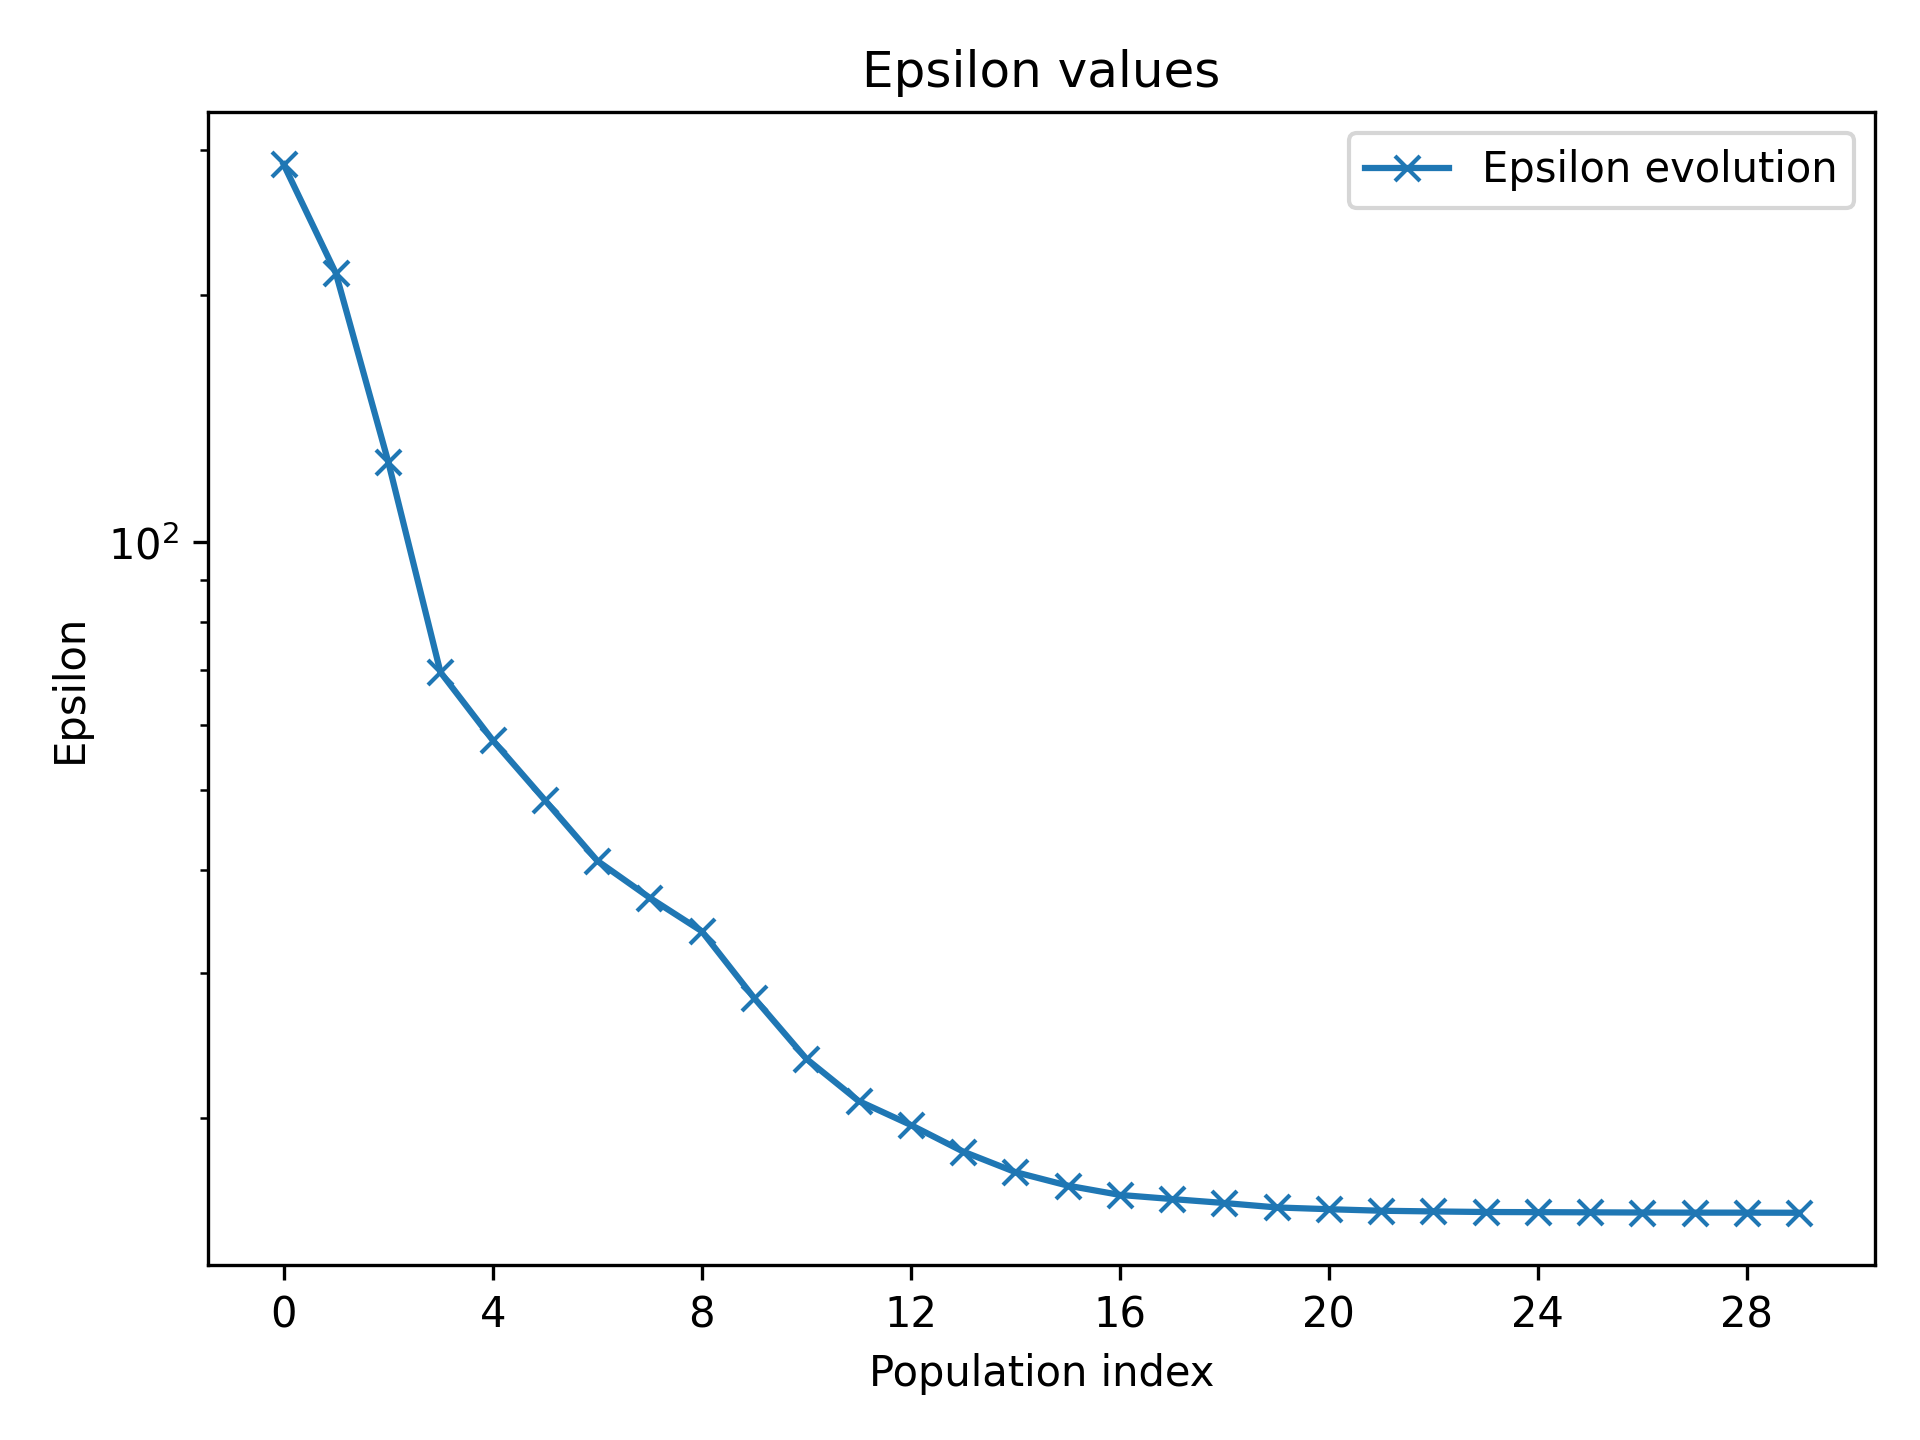 Epsilon values
Epsilon evolution
10²
Epsilon
0 4 8 12 16 20 24 28
Population index